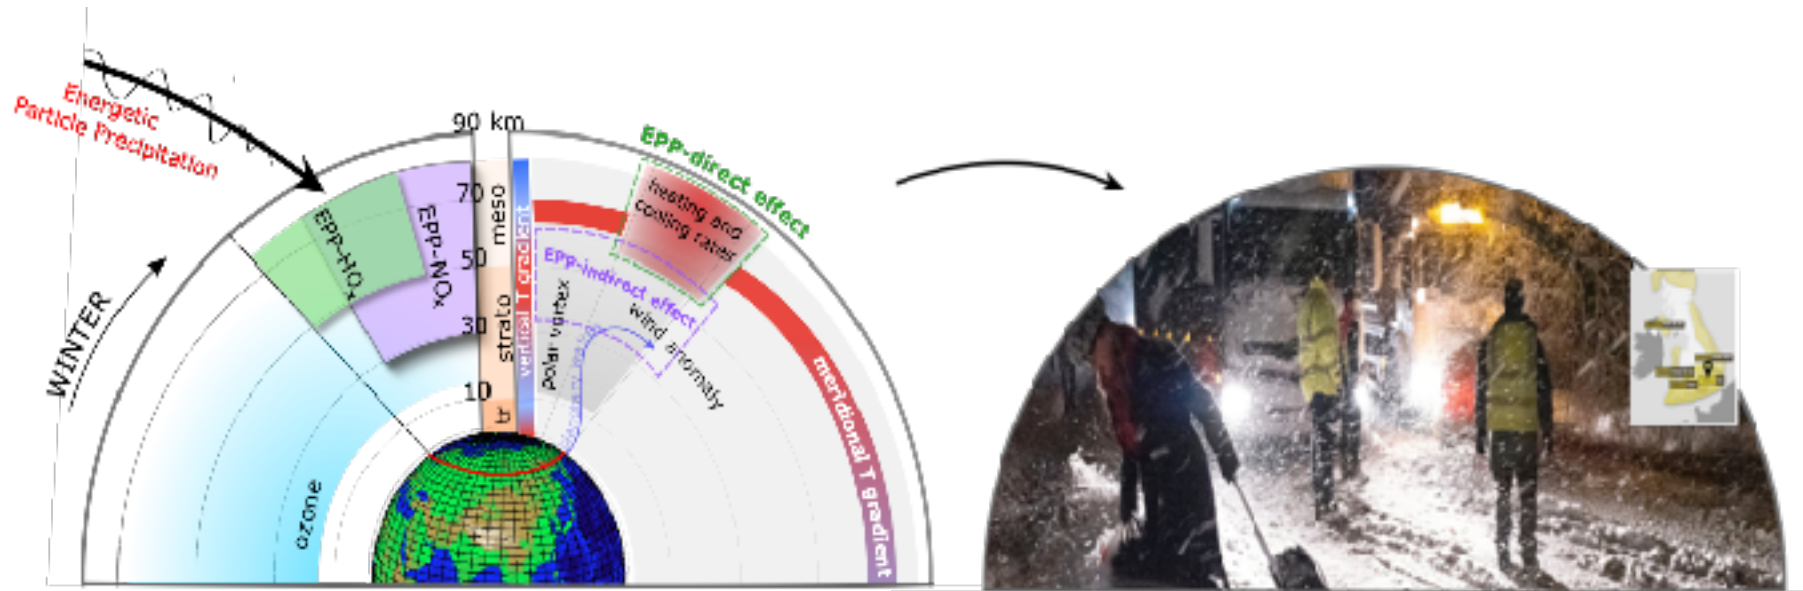 Energetic
Particle Precipitation
WINTER
90 km
70
50
30
10
meso
strato
tr
EPP-HOx
EPP-NOx
ozone
vertical T gradient
EPP-direct effect
heating and
cooling rates
EPP-indirect effect
polar vortex
wind anomaly
meridional T gradient